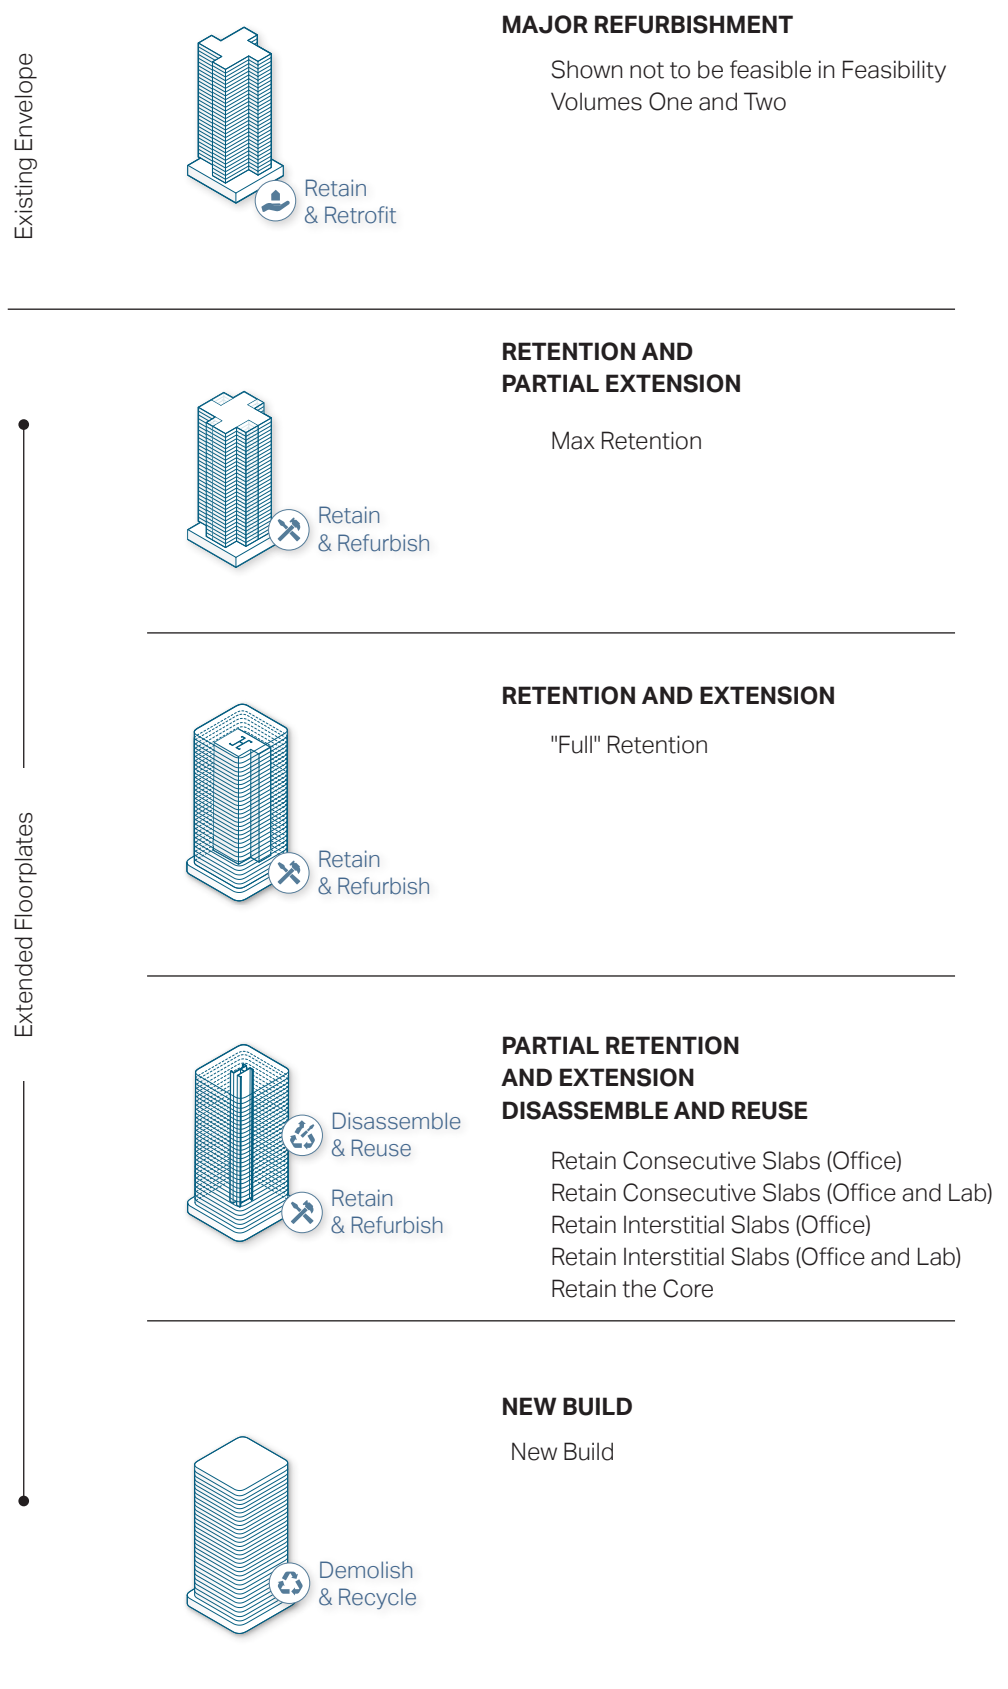 Existing Envelope
MAJOR REFURBISHMENT
Shown not to be feasible in Feasibility
Volumes One and Two
Retain
& Retrofit
RETENTION AND
PARTIAL EXTENSION
Max Retention
Retain
& Refurbish
Extended Floorplates
RETENTION AND EXTENSION
"Full" Retention
Retain
& Refurbish
PARTIAL RETENTION
AND EXTENSION
DISASSEMBLE AND REUSE
Disassemble
& Reuse
Retain
& Refurbish
Retain Consecutive Slabs (Office)
Retain Consecutive Slabs (Office and Lab)
Retain Interstitial Slabs (Office)
Retain Interstitial Slabs (Office and Lab)
Retain the Core
NEW BUILD
New Build
Demolish
& Recycle